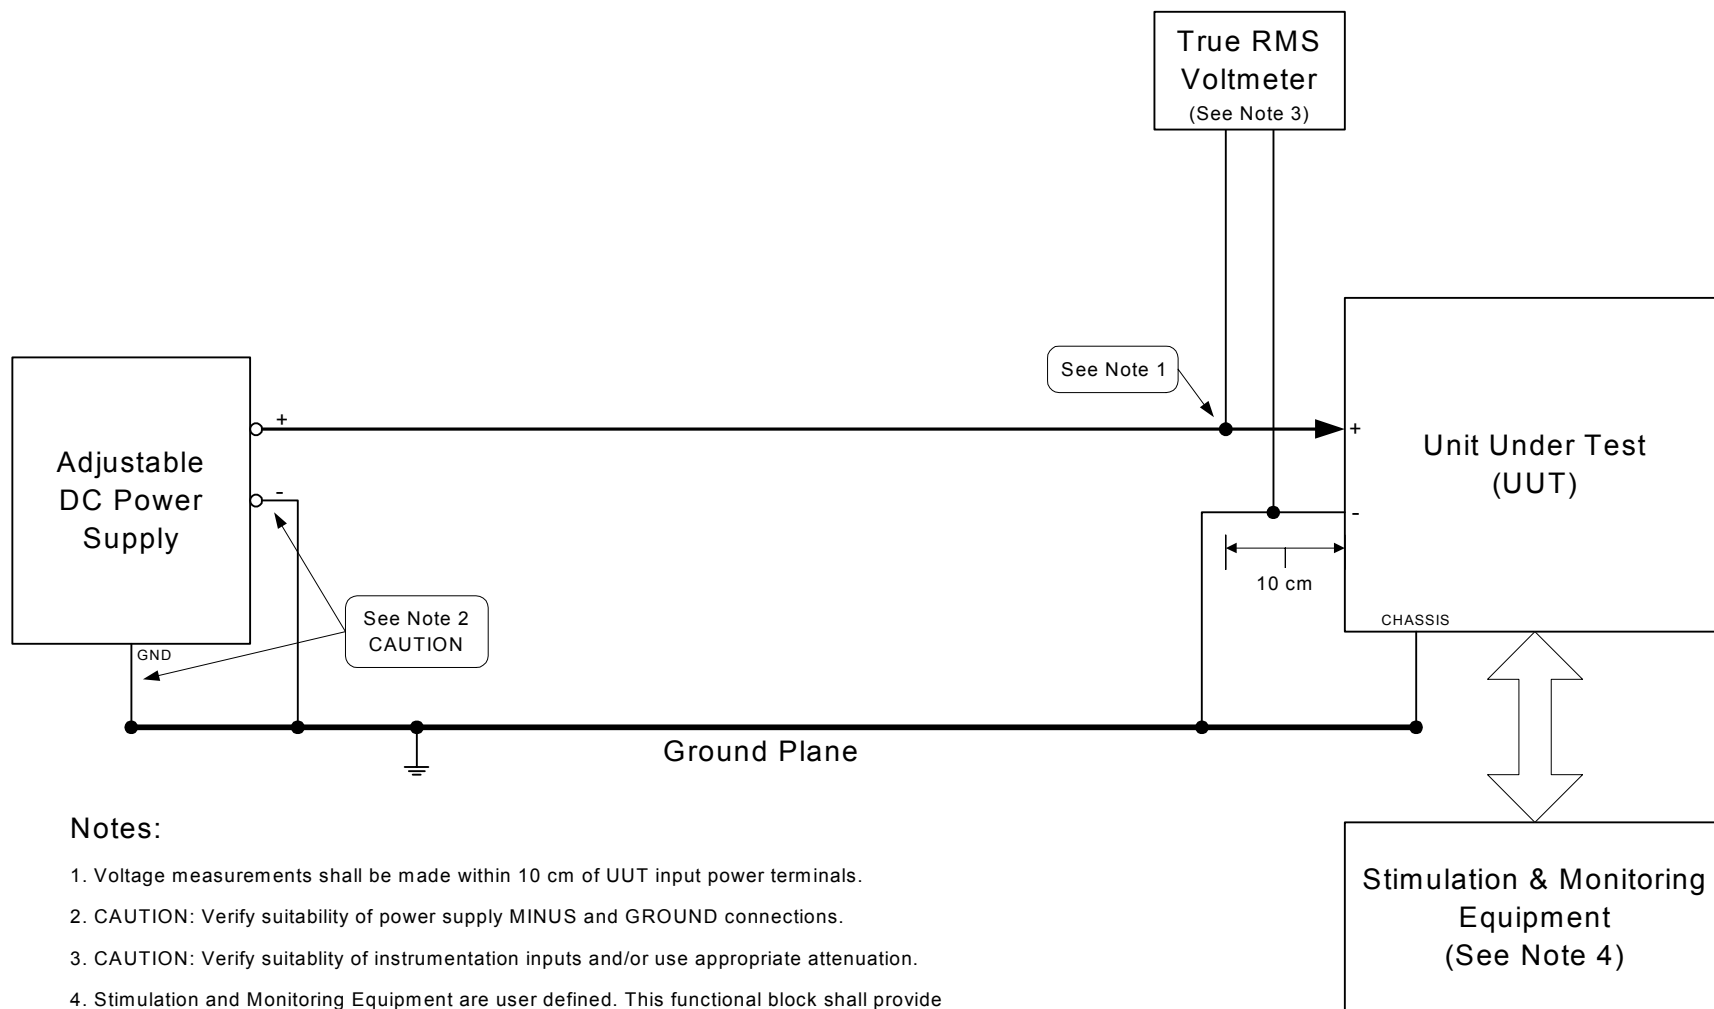 True RMS
Voltmeter
(See Note 3)
See Note 1
+
+
Adjustable
DC Power
Supply
-
Unit Under Test
(UUT)
-
10 cm
See Note 2
CAUTION
CHASSIS
GND
Ground Plane
Notes:
1. Voltage measurements shall be made within 10 cm of UUT input power terminals.
2. CAUTION: Verify suitability of power supply MINUS and GROUND connections.
3. CAUTION: Verify suitablity of instrumentation inputs and/or use appropriate attenuation.
4. Stimulation and Monitoring Equipment are user defined. This functional block shall provide
Stimulation & Monitoring
Equipment
(See Note 4)